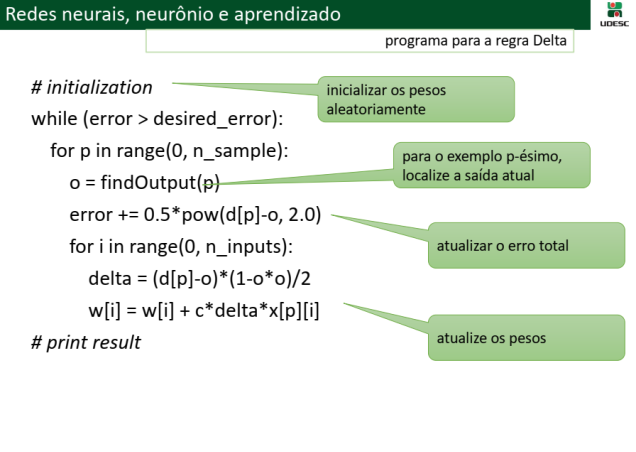 Redes neurais, neurônio e aprendizado
UDESC
programa para a regra Delta
# initialization
inicializar os pesos
aleatoriamente
while (error > desired_error):
for p in range(0, n_sample):
para o exemplo p-ésimo,
localize a saída atual
o = findOutput(p)
error += 0.5*pow(d[p]-o, 2.0)
atualizar o erro total
for i in range(0, n_inputs):
delta = (d[p]-o)*(1-o*o)/2
w[i] = w[i] + c*delta*x[p][i]
atualize os pesos
# print result